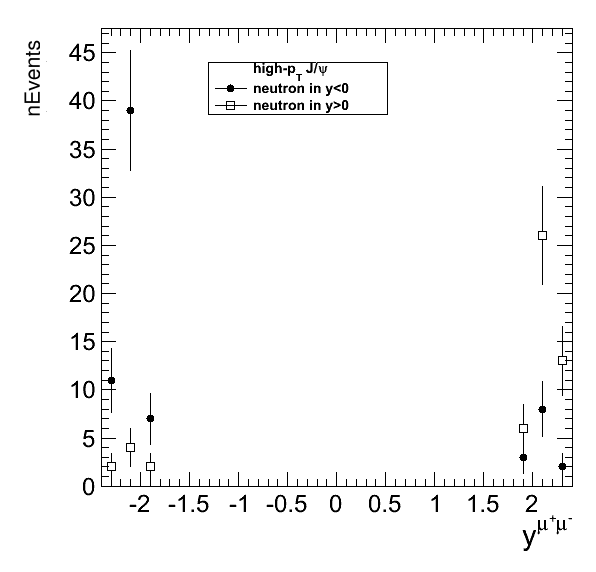 nEvents
45
40
35
30
25
20
15
10
5
0
high-p_T J/ψ
neutron in y<0
neutron in y>0
-2 -1.5 -1 -0.5 0 0.5 1 1.5 2
y^μ⁺μ⁻